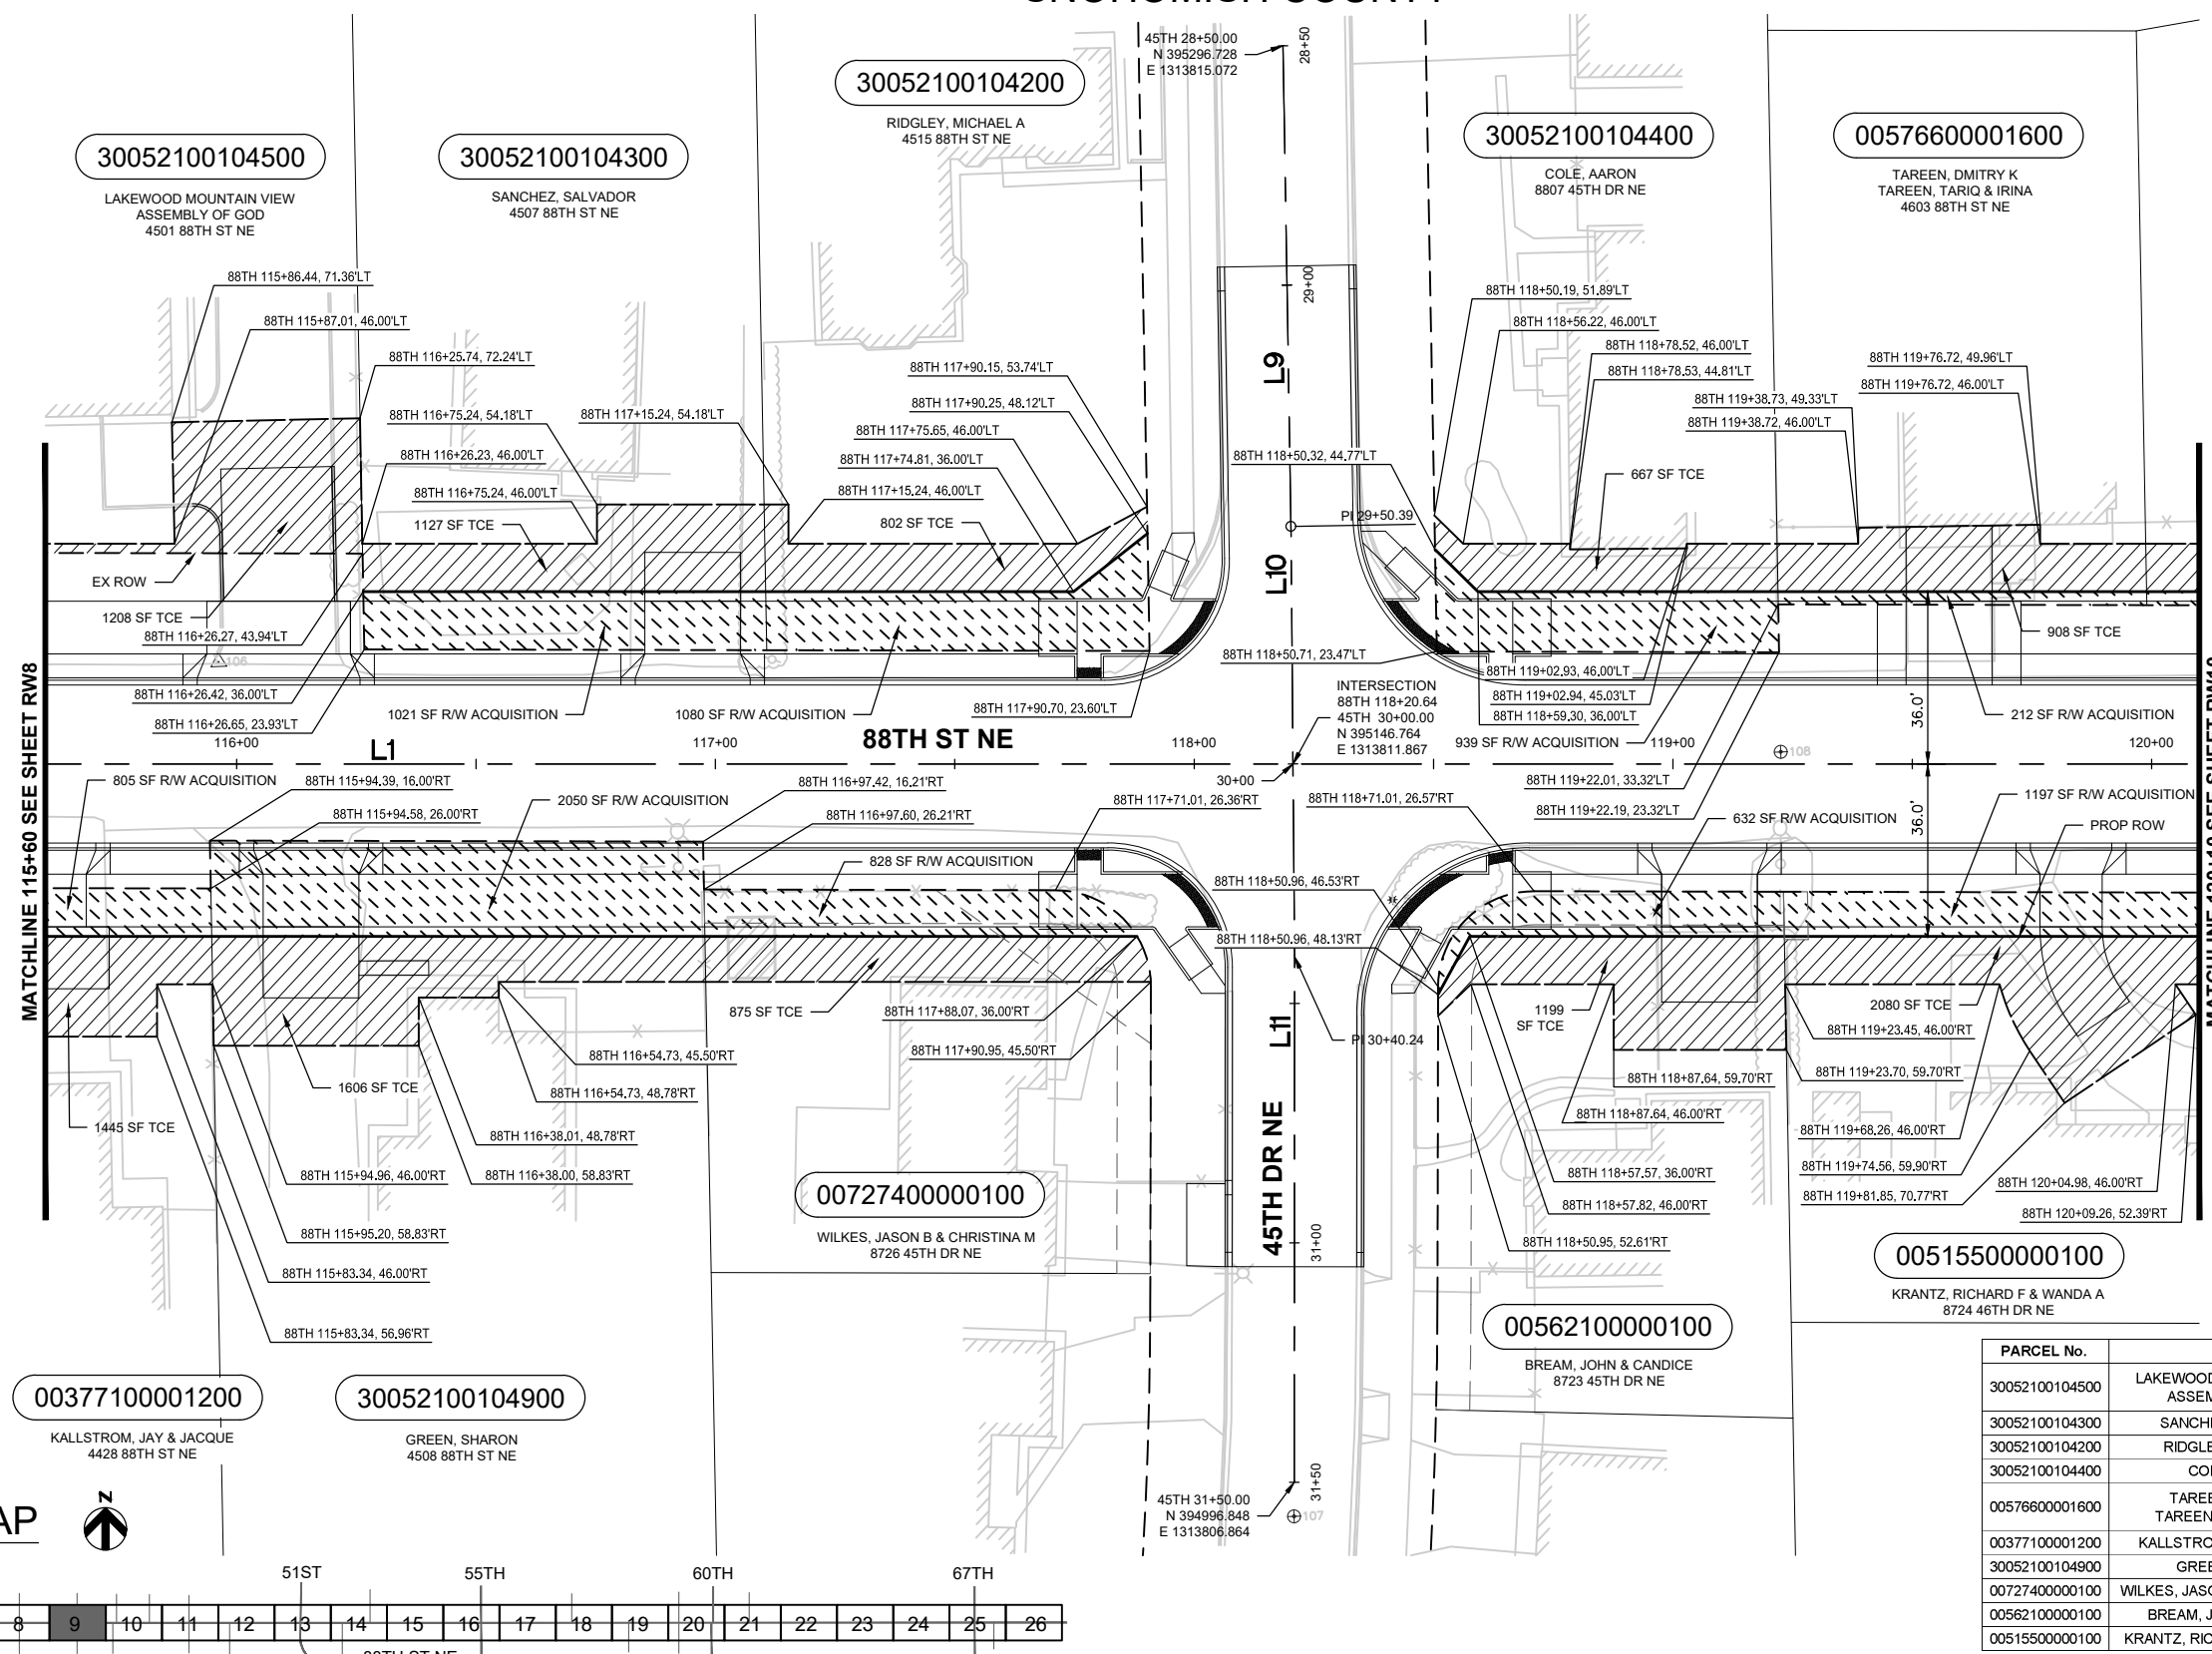 45TH 28+50.00
N 395296.728
E 1313815.072
28+50
30052100104500
LAKEWOOD MOUNTAIN VIEW
ASSEMBLY OF GOD
4501 88TH ST NE
30052100104300
SANCHEZ, SALVADOR
4507 88TH ST NE
30052100104200
RIDGLEY, MICHAEL A
4515 88TH ST NE
30052100104400
COLE, AARON
8807 45TH DR NE
00576600001600
TAREEN, DMITRY K
TAREEN, TARIQ & IRINA
4603 88TH ST NE
88TH 115+86.44, 71.36'LT
88TH 115+87.01, 46.00'LT
88TH 116+25.74, 72.24'LT
88TH 116+75.24, 54.18'LT
88TH 117+15.24, 54.18'LT
88TH 116+26.23, 46.00'LT
88TH 116+75.24, 46.00'LT
1127 SF TCE
88TH 117+90.15, 53.74'LT
88TH 117+90.25, 48.12'LT
88TH 117+75.65, 46.00'LT
88TH 117+74.81, 36.00'LT
88TH 117+15.24, 46.00'LT
802 SF TCE
29+00
L9
88TH 118+50.19, 51.89'LT
88TH 118+56.22, 46.00'LT
88TH 118+78.52, 46.00'LT
88TH 118+78.53, 44.81'LT
88TH 119+76.72, 49.96'LT
88TH 119+76.72, 46.00'LT
88TH 119+38.73, 49.33'LT
88TH 119+38.72, 46.00'LT
88TH 118+50.32, 44.77'LT
667 SF TCE
PI 29+50.39
L10
EX ROW
1208 SF TCE
88TH 116+26.27, 43.94'LT
106
88TH 116+26.42, 36.00'LT
88TH 116+26.65, 23.93'LT
1021 SF R/W ACQUISITION
1080 SF R/W ACQUISITION
88TH 117+90.70, 23.60'LT
88TH 118+50.71, 23.47'LT
88TH 119+02.93, 46.00'LT
88TH 119+02.94, 45.03'LT
88TH 118+59.30, 36.00'LT
939 SF R/W ACQUISITION
908 SF TCE
212 SF R/W ACQUISITION
36.0'
INTERSECTION
88TH 118+20.64
45TH 30+00.00
N 395146.764
E 1313811.867
MATCHLINE 115+60 SEE SHEET RW8
116+00
L1
117+00
88TH ST NE
118+00
30+00
119+00
108
120+00
MATCHLINE 120+10 SEE SHEET RW10
88TH 119+22.01, 33.32'LT
88TH 119+22.19, 23.32'LT
805 SF R/W ACQUISITION
88TH 115+94.39, 16.00'RT
88TH 115+94.58, 26.00'RT
2050 SF R/W ACQUISITION
88TH 116+97.42, 16.21'RT
88TH 116+97.60, 26.21'RT
828 SF R/W ACQUISITION
88TH 117+71.01, 26.36'RT
88TH 118+71.01, 26.57'RT
632 SF R/W ACQUISITION
36.0'
1197 SF R/W ACQUISITION
PROP ROW
88TH 118+50.96, 46.53'RT
88TH 118+50.96, 48.13'RT
875 SF TCE
88TH 117+88.07, 36.00'RT
88TH 117+90.95, 45.50'RT
L11
PI 30+40.24
1199
SF TCE
2080 SF TCE
88TH 119+23.45, 46.00'RT
88TH 119+23.70, 59.70'RT
88TH 118+87.64, 59.70'RT
88TH 118+87.64, 46.00'RT
88TH 116+54.73, 45.50'RT
88TH 116+54.73, 48.78'RT
1606 SF TCE
1445 SF TCE
88TH 116+38.01, 48.78'RT
88TH 116+38.00, 58.83'RT
88TH 115+94.96, 46.00'RT
88TH 115+95.20, 58.83'RT
88TH 115+83.34, 46.00'RT
88TH 115+83.34, 56.96'RT
88TH 119+68.26, 46.00'RT
88TH 119+74.56, 59.90'RT
88TH 119+81.85, 70.77'RT
88TH 120+04.98, 46.00'RT
88TH 120+09.26, 52.39'RT
88TH 118+57.57, 36.00'RT
88TH 118+57.82, 46.00'RT
88TH 118+50.95, 52.61'RT
00727400000100
WILKES, JASON B & CHRISTINA M
8726 45TH DR NE
45TH DR NE
31+00
00515500000100
KRANTZ, RICHARD F & WANDA A
8724 46TH DR NE
00562100000100
BREAM, JOHN & CANDICE
8723 45TH DR NE
00377100001200
KALLSTROM, JAY & JACQUE
4428 88TH ST NE
30052100104900
GREEN, SHARON
4508 88TH ST NE
45TH 31+50.00
N 394996.848
E 1313806.864
31+50
107
PARCEL No.
30052100104500 LAKEWOOD
ASSEM
30052100104300 SANCH
30052100104200 RIDGLE
30052100104400 CO
00576600001600 TAREE
TAREEN
00377100001200 KALLSTRO
30052100104900 GREE
00727400000100 WILKES, JASO
00562100000100 BREAM, J
00515500000100 KRANTZ, RIC
AP
N
51ST 55TH 60TH 67TH
8 9 10 11 12 13 14 15 16 17 18 19 20 21 22 23 24 25 26